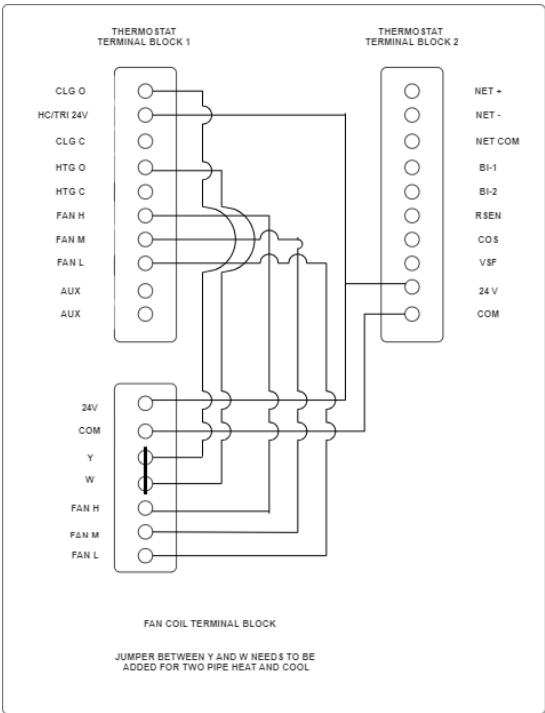 THERMOSTAT
TERMINAL BLOCK 1
THERMOSTAT
TERMINAL BLOCK 2
CLG O
HC/TRI 24V
CLG C
HTG O
HTG C
FAN H
FAN M
FAN L
AUX
AUX
NET +
NET -
NET COM
BI-1
BI-2
RSEN
COS
VSF
24 V
COM
24V
COM
Y
W
FAN H
FAN M
FAN L
FAN COIL TERMINAL BLOCK
JUMPER BETWEEN Y AND W NEEDS TO BE
ADDED FOR TWO PIPE HEAT AND COOL